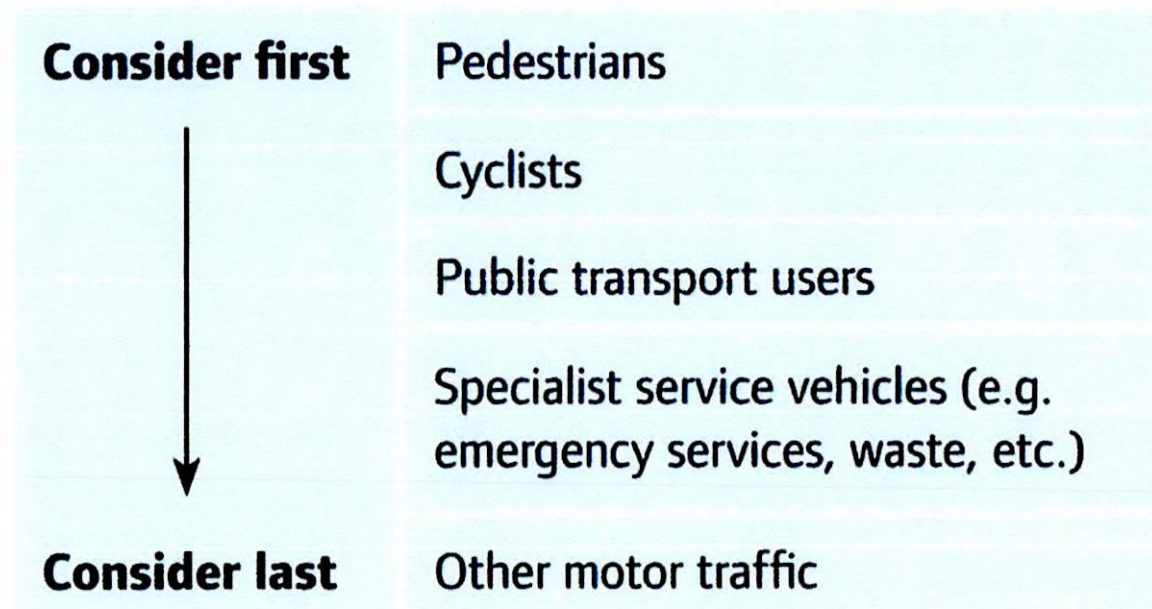 Consider first Pedestrians
Cyclists
Public transport users
Specialist service vehicles (e.g.
emergency services, waste, etc.)
Consider last Other motor traffic